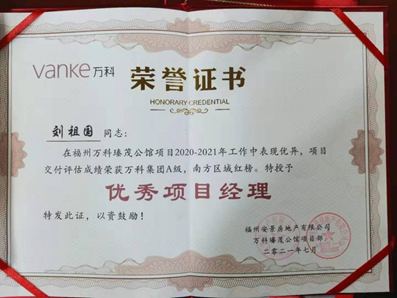 vanke万科
荣誉证书
HONORARY CREDENTIAL
刘祖国 同志：
在福州万科臻茂公馆项目2020-2021年工作中表现优异，项目
交付评估成绩荣获万科集团A级，南方区域红榜。特授予
优秀项目经理
特发此证，以资鼓励！
福州安景房地产有限公司
万科臻茂公馆项目部
二零二一年七月